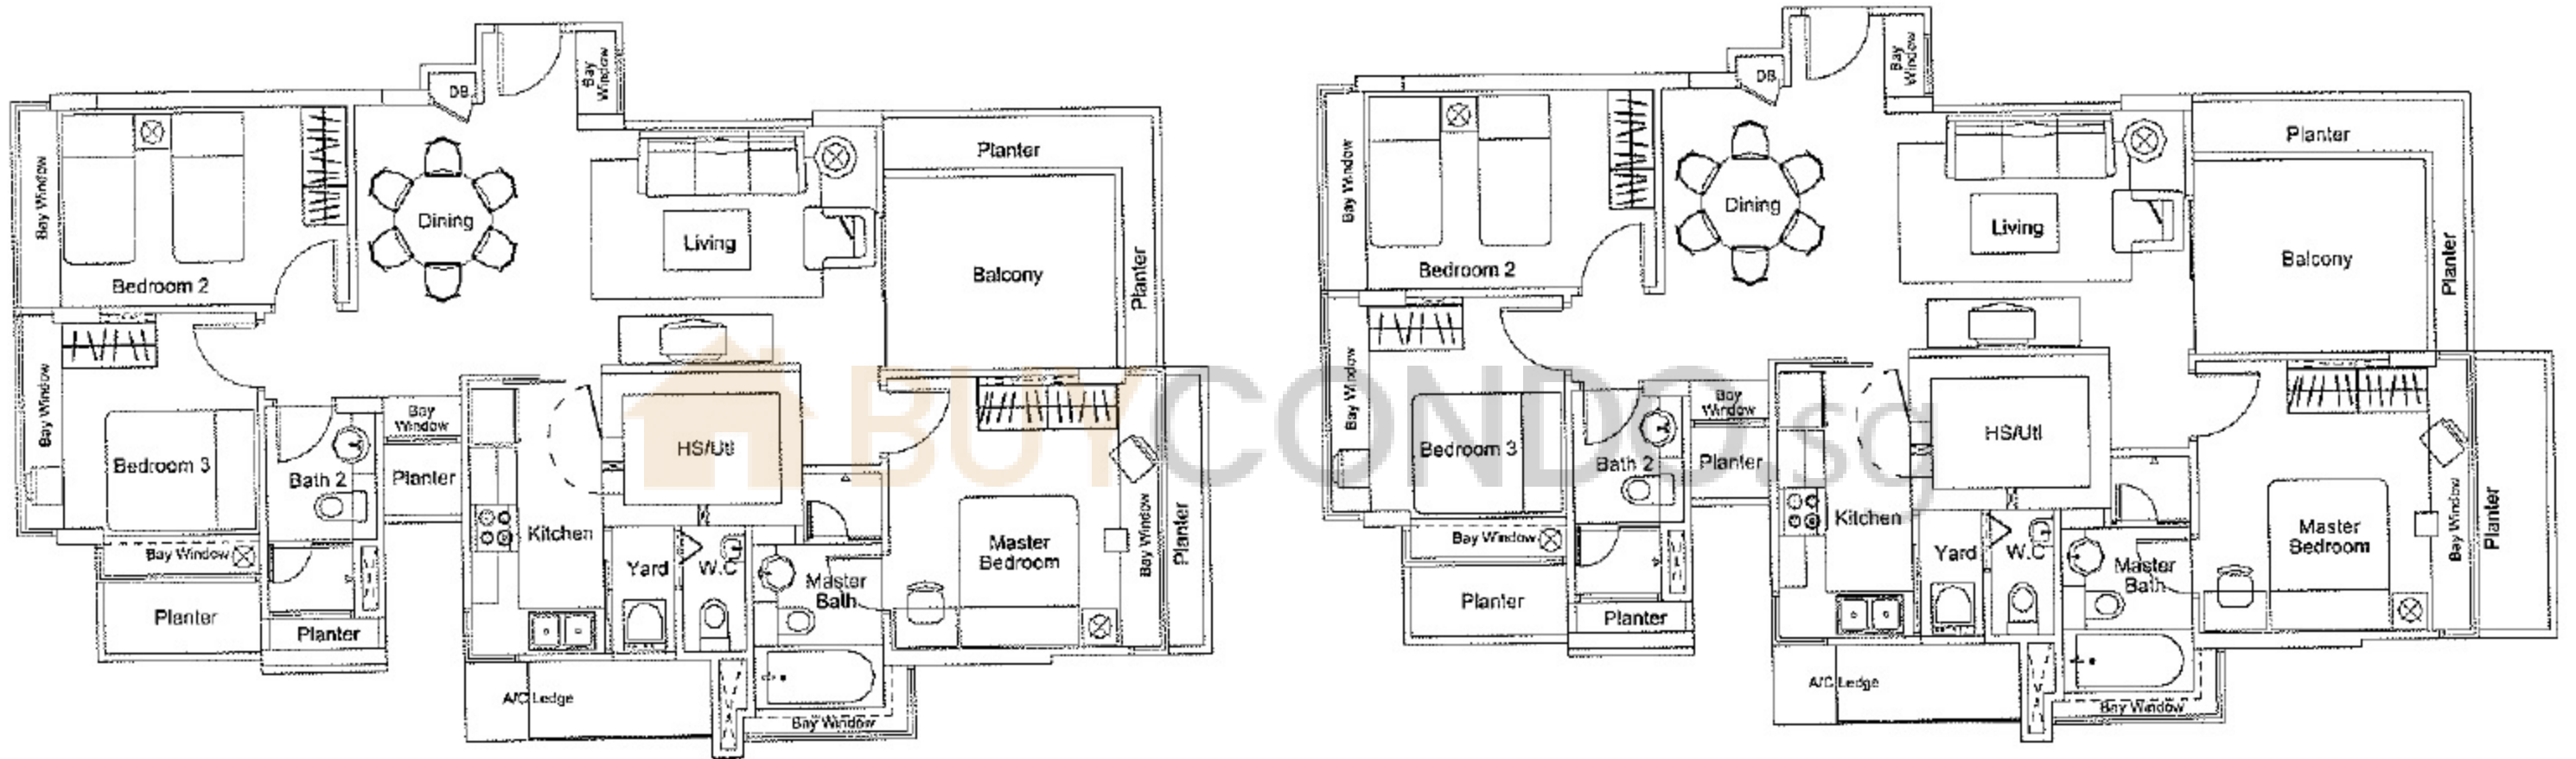 DB
Bay
Window
Bay Window
Bedroom 2
Dining
Living
Planter
Planter
Balcony
Bay Window
Bedroom 3
Bath 2
Bay
Window
Planter
Kitchen
HS/Utl
Bay Window
Planter
Planter
Yard
W.C
Master
Bath
Master
Bedroom
Bay Window
Planter
A/C Ledge
Bay Window
BUYCONDO.sg
DB
Bay
Window
Bay Window
Bedroom 2
Dining
Living
Planter
Planter
Balcony
Bay Window
Bedroom 3
Bath 2
Bay
Window
Planter
Kitchen
HS/Utl
Bay Window
Planter
Planter
Yard
W.C
Master
Bath
Master
Bedroom
Bay Window
Planter
A/C Ledge
Bay Window